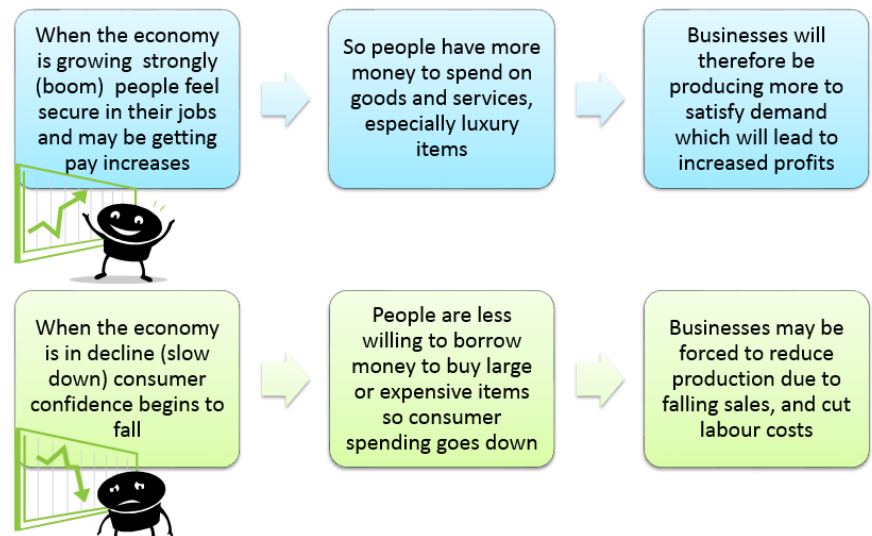 When the economy
is growing strongly
(boom) people feel
secure in their jobs
and may be getting
pay increases
So people have more
money to spend on
goods and services,
especially luxury
items
Businesses will
therefore be
producing more to
satisfy demand
which will lead to
increased profits
When the economy
is in decline (slow
down) consumer
confidence begins to
fall
People are less
willing to borrow
money to buy large
or expensive items
so consumer
spending goes down
Businesses may be
forced to reduce
production due to
falling sales, and cut
labour costs